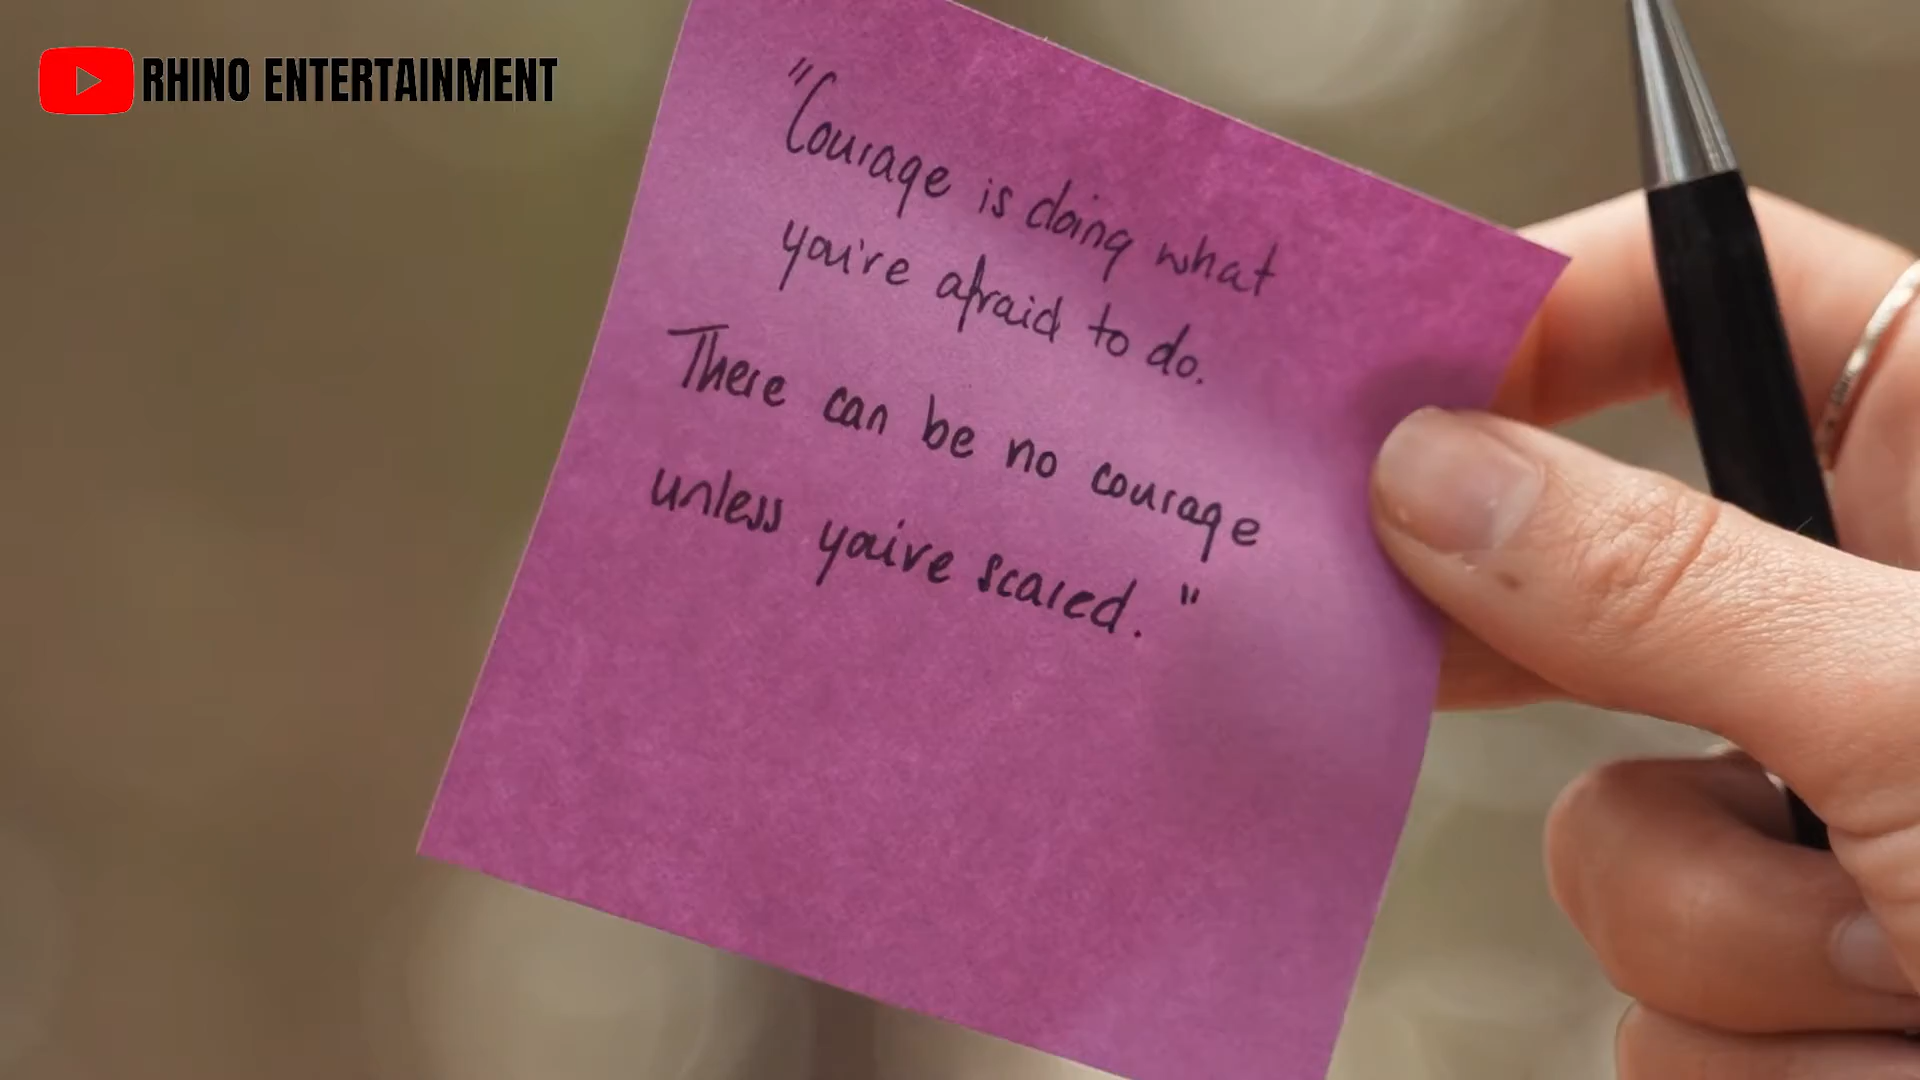 RHINO ENTERTAINMENT
"Courage is doing what
you're afraid to do.
There can be no courage
unless you're scared."